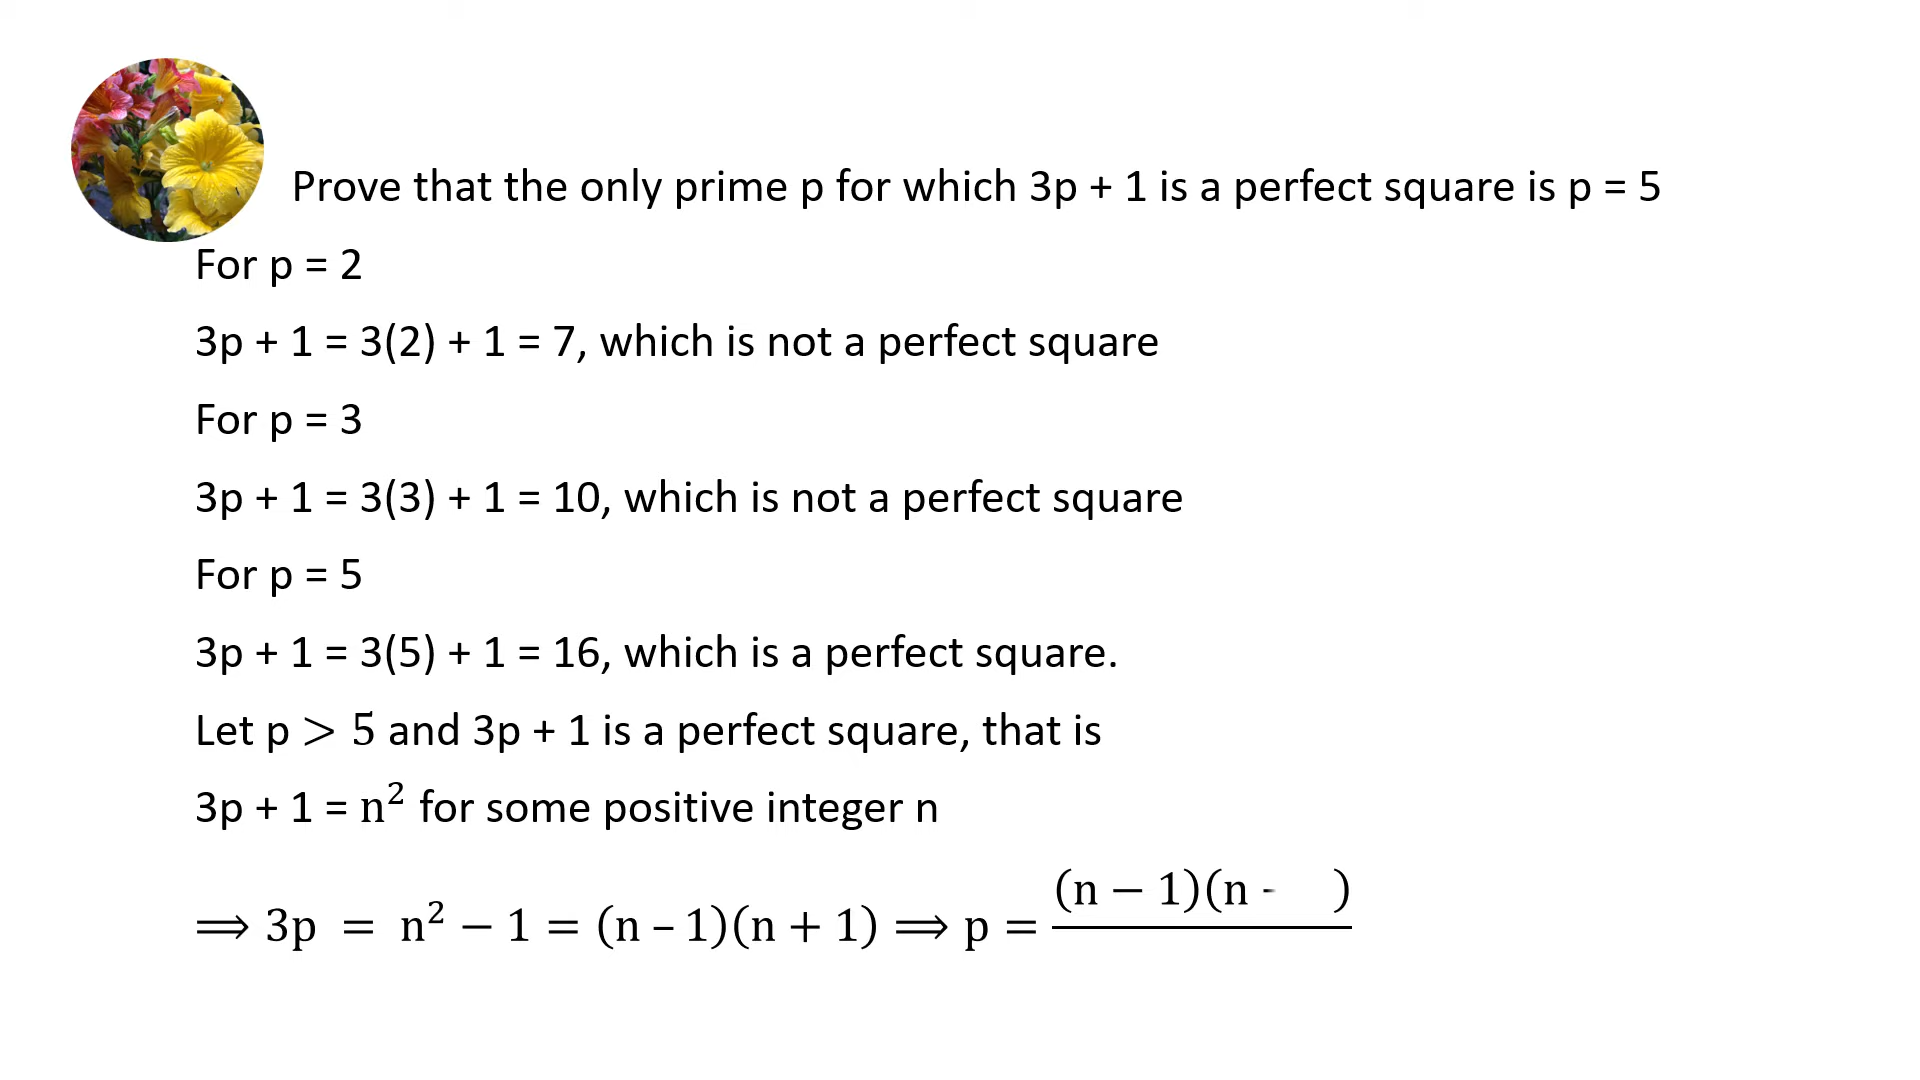 Prove that the only prime p for which 3p + 1 is a perfect square is p = 5
For p = 2
3p + 1 = 3(2) + 1 = 7, which is not a perfect square
For p = 3
3p + 1 = 3(3) + 1 = 10, which is not a perfect square
For p = 5
3p + 1 = 3(5) + 1 = 16, which is a perfect square.
Let p > 5 and 3p + 1 is a perfect square, that is
3p + 1 = n² for some positive integer n
⟹ 3p = n² − 1 = (n – 1)(n + 1) ⟹ p = (n − 1)(n - )